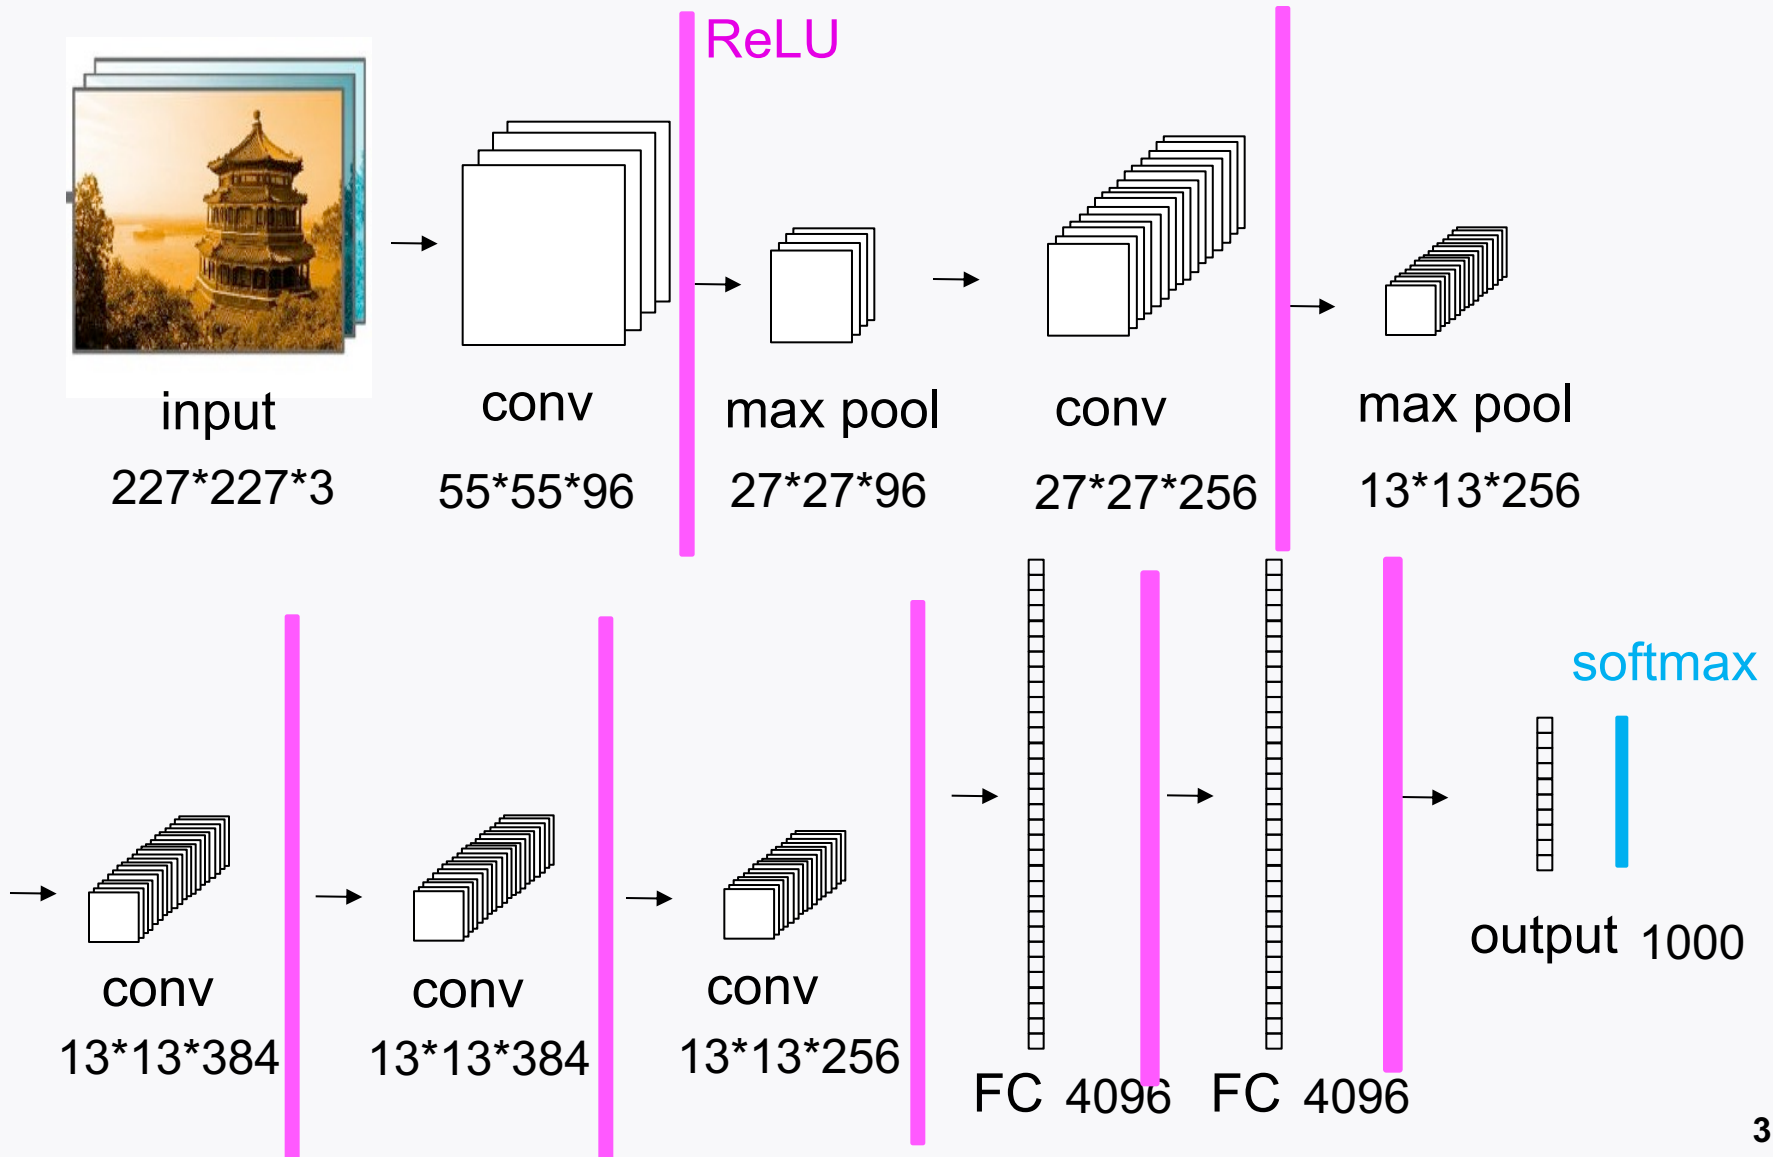 ReLU
input
conv
max pool
conv
max pool
227*227*3
55*55*96
27*27*96
27*27*256
13*13*256
softmax
conv
conv
conv
output 1000
13*13*384
13*13*384
13*13*256
FC 4096
FC 4096
3